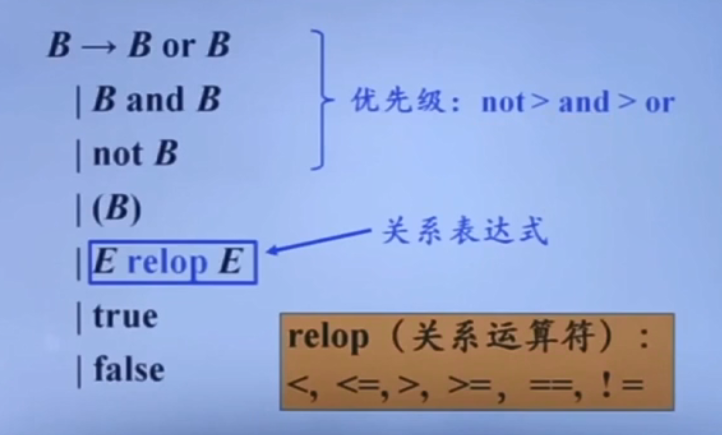 B → B or B
| B and B
优先级：not > and > or
| not B
| (B)
关系表达式
| E relop E
| true
relop（关系运算符）：
| false
<, <=, >, >=, ==, ! =